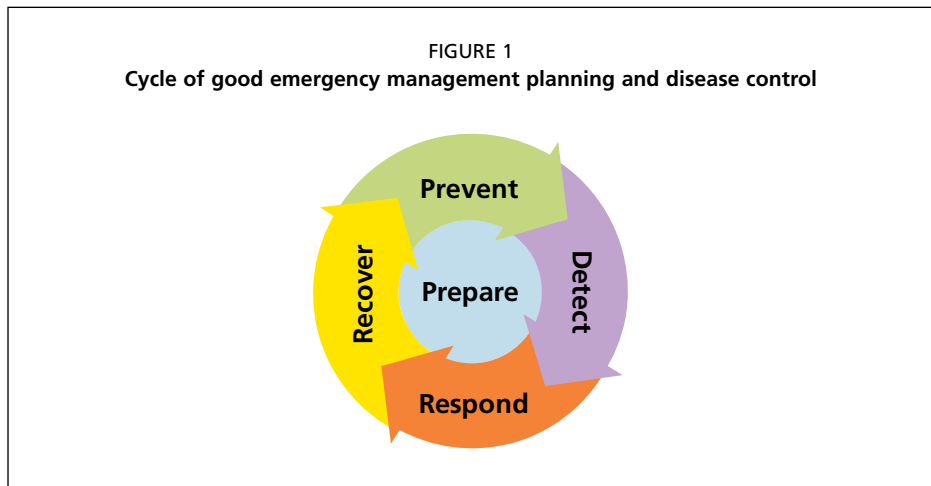 FIGURE 1
Cycle of good emergency management planning and disease control
Prevent
Detect
Prepare
Recover
Respond